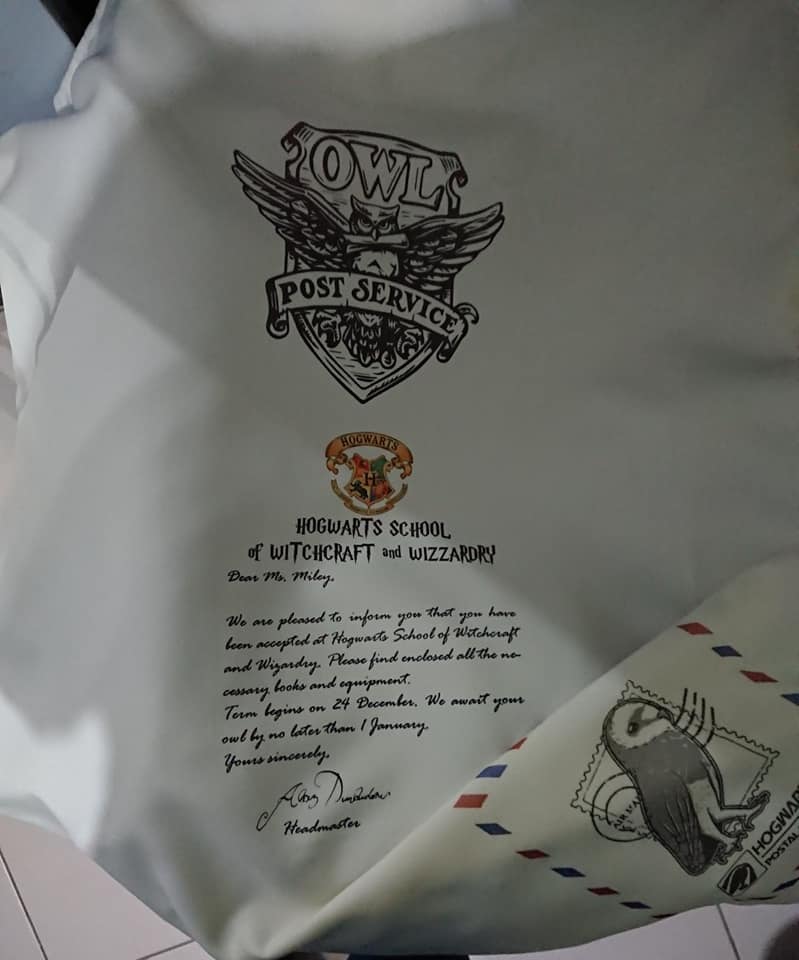 OWL
POST SERVICE
HOGWARTS
H
HOGWARTS SCHOOL
of WITCHCRAFT and WIZZARDRY
Dear Ms. Miley,
We are pleased to inform you that you have
been accepted at Hogwarts School of Witchcraft
and Wizardry. Please find enclosed all the ne-
cessary books and equipment.
Term begins on 24 December. We await your
owl by no later than 1 January.
Yours sincerely,
Headmaster
AIR
HOGWAR
POSTAL